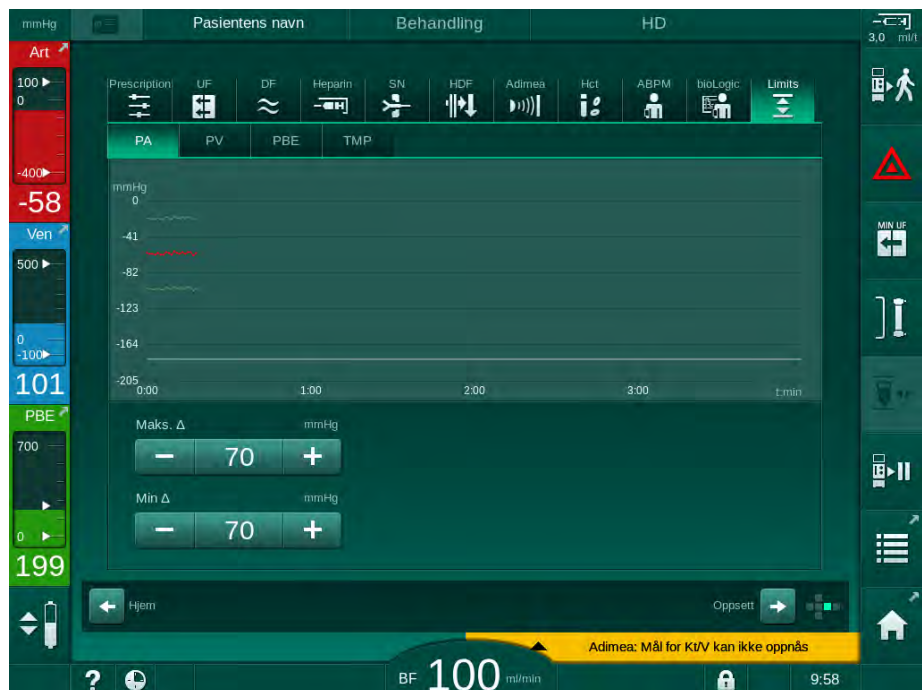 mmHg
Pasientens navn
Behandling
HD
3,0 ml/t
Art
100
0
-400
-58
Ven
500
0
-100
101
PBE
700
0
199
Prescription
UF
DF
Heparin
SN
HDF
Adimea
Hct
ABPM
bioLogic
Limits
PA
PV
PBE
TMP
mmHg
0
-41
-82
-123
-164
-205
0:00
1:00
2:00
3:00
t:min
Maks. Δ mmHg
− 70 +
Min Δ mmHg
− 70 +
Hjem
Oppsett
MIN UF
Adimea: Mål for Kt/V kan ikke oppnås
?
BF 100 ml/min
9:58